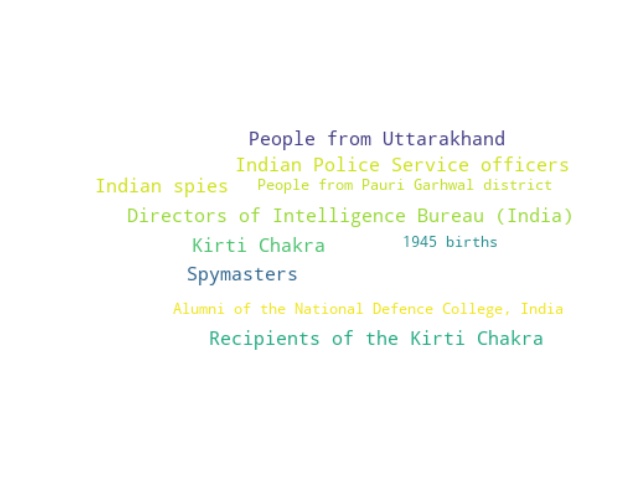 People from Uttarakhand
Indian Police Service officers
Indian spies People from Pauri Garhwal district
Directors of Intelligence Bureau (India)
Kirti Chakra 1945 births
Spymasters
Alumni of the National Defence College, India
Recipients of the Kirti Chakra